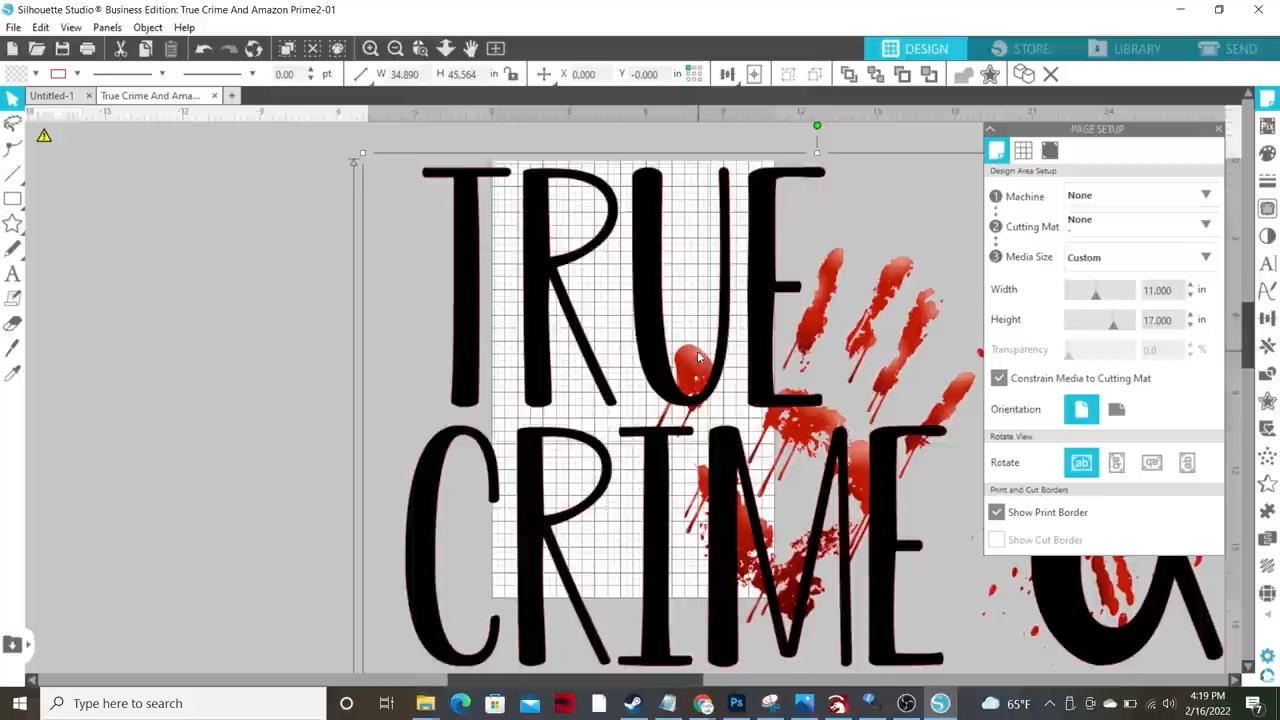 Silhouette Studio® Business Edition: True Crime And Amazon Prime2-01
File Edit View Panels Object Help
DESIGN STORE LIBRARY SEND
0.00 pt W 34.890 H 45.564 in X 0.000 Y -0.000 in
Untitled-1 × True Crime And Ama... × +
PAGE SETUP
Design Area Setup
1 Machine None
2 Cutting Mat None
-
3 Media Size Custom
Width 11.000 in
Height 17.000 in
Transparency 0.0 %
Constrain Media to Cutting Mat
Orientation
Rotate View
Rotate
Print and Cut Borders
Show Print Border
Show Cut Border
TRUE
CRIME
Type here to search
65°F
4:19 PM
2/16/2022